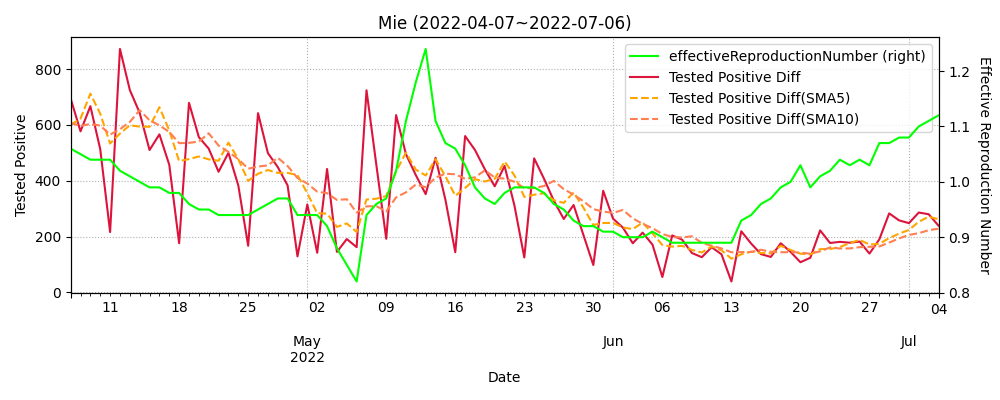 Mie (2022-04-07~2022-07-06)
effectiveReproductionNumber (right)
Tested Positive Diff
Tested Positive Diff(SMA5)
Tested Positive Diff(SMA10)
Tested Positive
800
600
400
200
0
1.2
1.1
1.0
0.9
0.8
Effective Reproduction Number
11 18 25 02 09 16 23 30 06 13 20 27 04
May Jun Jul
2022
Date